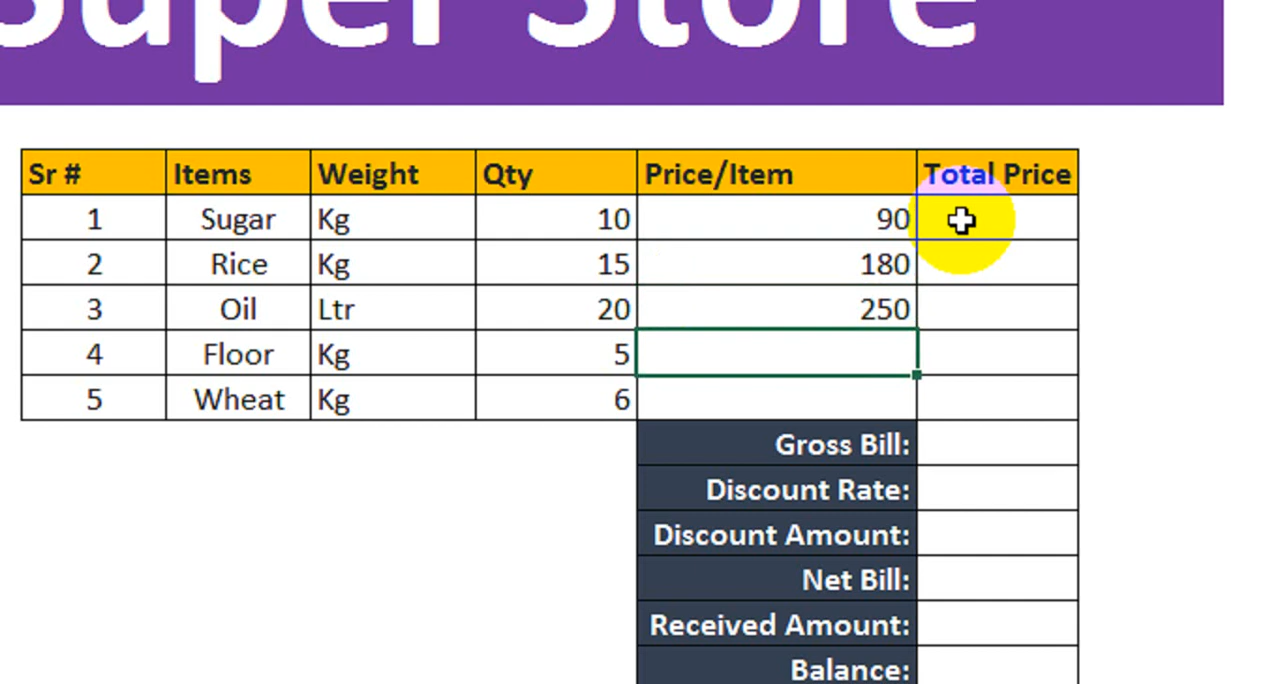 Super Store
Sr # Items Weight Qty Price/Item Total Price
1 Sugar Kg 10 90
2 Rice Kg 15 180
3 Oil Ltr 20 250
4 Floor Kg 5
5 Wheat Kg 6
Gross Bill:
Discount Rate:
Discount Amount:
Net Bill:
Received Amount:
Balance: